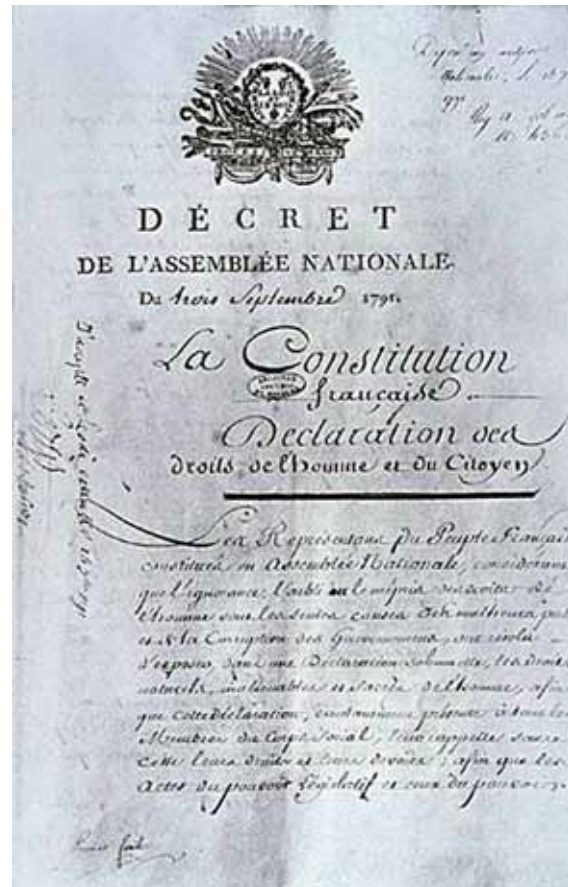 DÉCRET
DE L'ASSEMBLÉE NATIONALE.
Du trois Septembre 1791.
La Constitution
française.
Déclaration des
droits de l'homme et du Citoyen
Les Représentans du Peuple Français
constitués en Assemblée Nationale, considérant
que l'ignorance, l'oubli ou le mépris des droits de
l'homme sont les seules causes des malheurs
et de la Corruption des Gouvernemens, ont résolu
d'exposer dans une Déclaration Solemnelle, les droits
naturels, inaliénables et sacrés de l'homme, afin
que cette Déclaration, constamment présente à tous les
Membres du Corps Social, leur rappelle sans
cesse leurs droits et leurs devoirs; afin que les
Actes du pouvoir Législatif et ceux du pouvoir